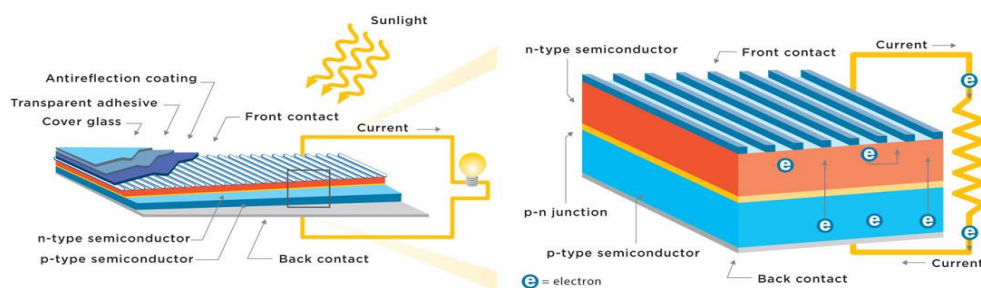 Sunlight
Antireflection coating
Transparent adhesive
Cover glass
Front contact
Current
n-type semiconductor
p-type semiconductor
Back contact
n-type semiconductor
Front contact
Current
e
e
e
e
p-n junction
e
e
e
e
p-type semiconductor
Current
Back contact
e = electron